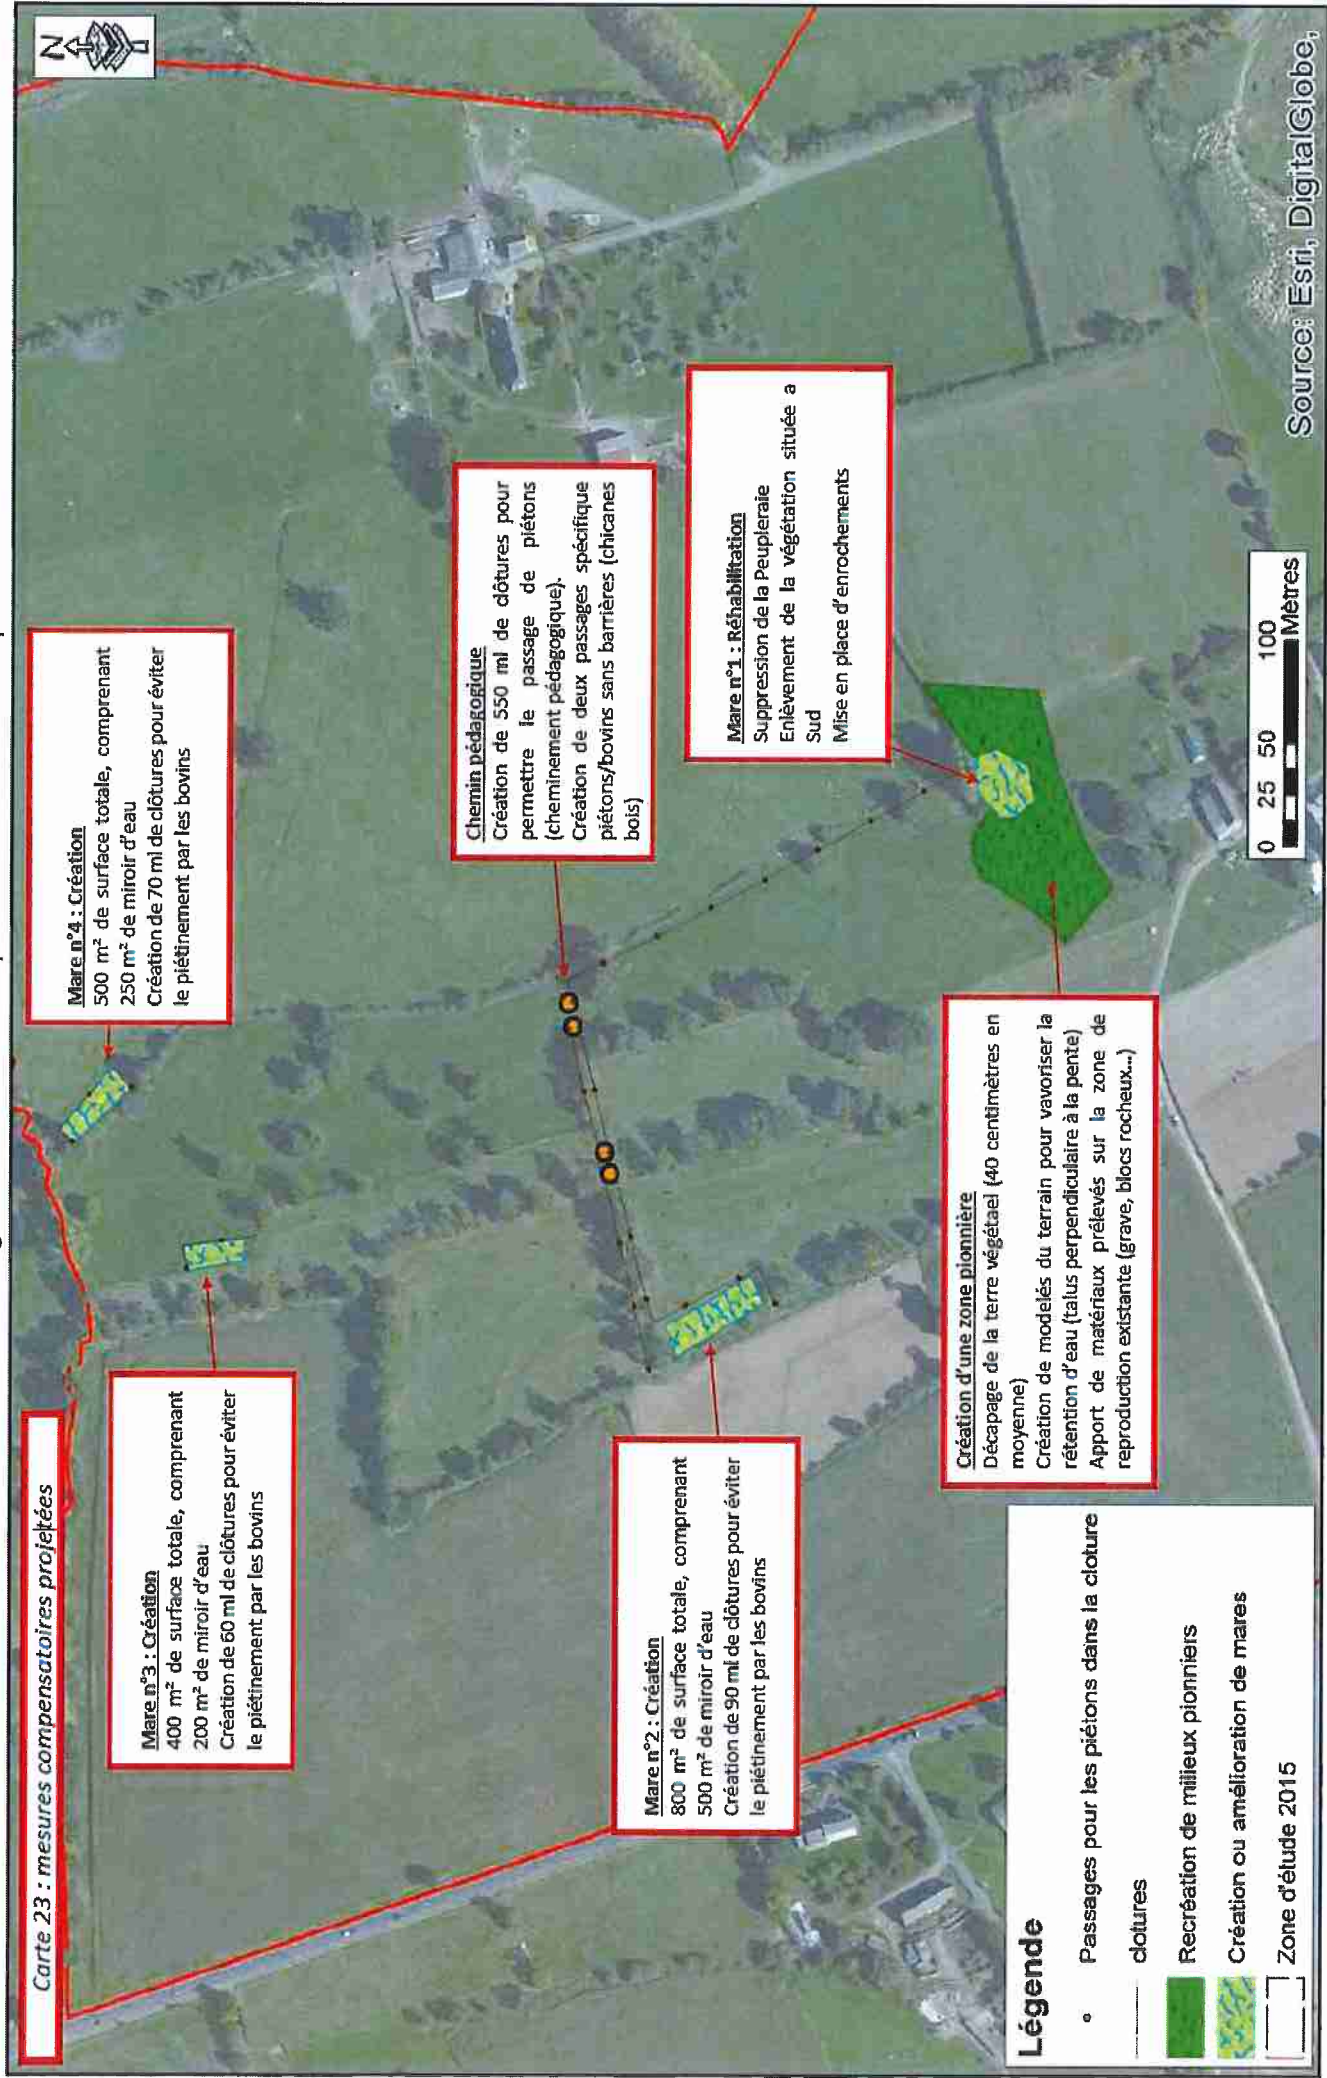 Carte 23 : mesures compensatoires projetées
N
Mare n°4 : Création
500 m² de surface totale, comprenant
250 m² de miroir d'eau
Création de 70 ml de clôtures pour éviter
le piétinement par les bovins
Mare n°3 : Création
400 m² de surface totale, comprenant
200 m² de miroir d'eau
Création de 60 ml de clôtures pour éviter
le piétinement par les bovins
Chemin pédagogique
Création de 550 ml de clôtures pour
permettre le passage de piétons
(cheminement pédagogique).
Création de deux passages spécifique
piétons/bovins sans barrières (chicanes
bois)
Mare n°2 : Création
800 m² de surface totale, comprenant
500 m² de miroir d'eau
Création de 90 ml de clôtures pour éviter
le piétinement par les bovins
Mare n°1 : Réhabilitation
Suppression de la Peupleraie
Enlèvement de la végétation située a
Sud
Mise en place d'enrochements
Création d'une zone pionnière
Décapage de la terre végétael (40 centimètres en
moyenne)
Création de modelés du terrain pour vavoriser la
rétention d'eau (talus perpendiculaire à la pente)
Apport de matériaux prélevés sur la zone de
reproduction existante (grave, blocs rocheux...)
Légende
Passages pour les piétons dans la cloture
clotures
Recréation de milieux pionniers
Création ou amélioration de mares
Zone d'étude 2015
0 25 50 100
Mètres
Source: Esri, DigitalGlobe,